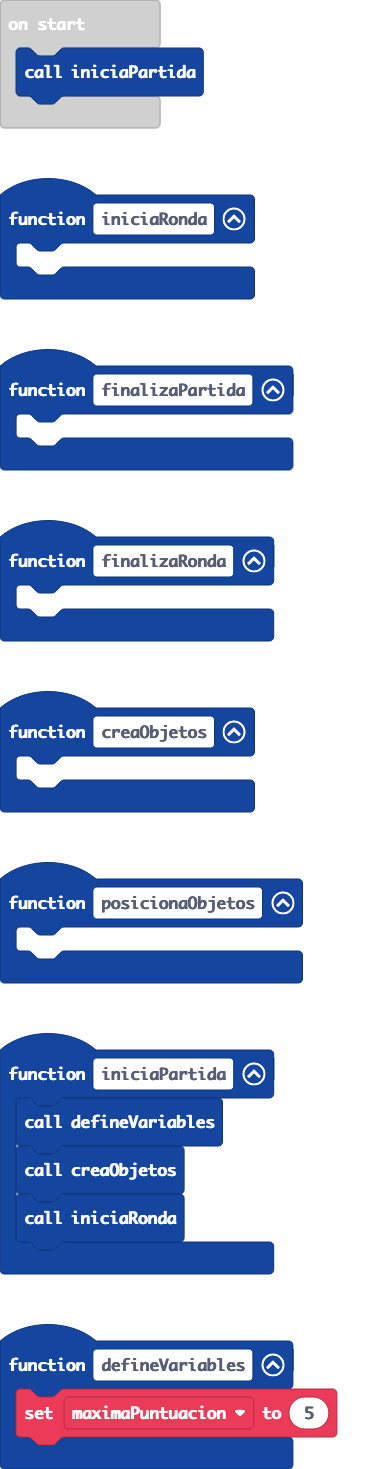 on start
call iniciaPartida
function iniciaRonda
function finalizaPartida
function finalizaRonda
function creaObjetos
function posicionaObjetos
function iniciaPartida
call defineVariables
call creaObjetos
call iniciaRonda
function defineVariables
set maximaPuntuacion to 5